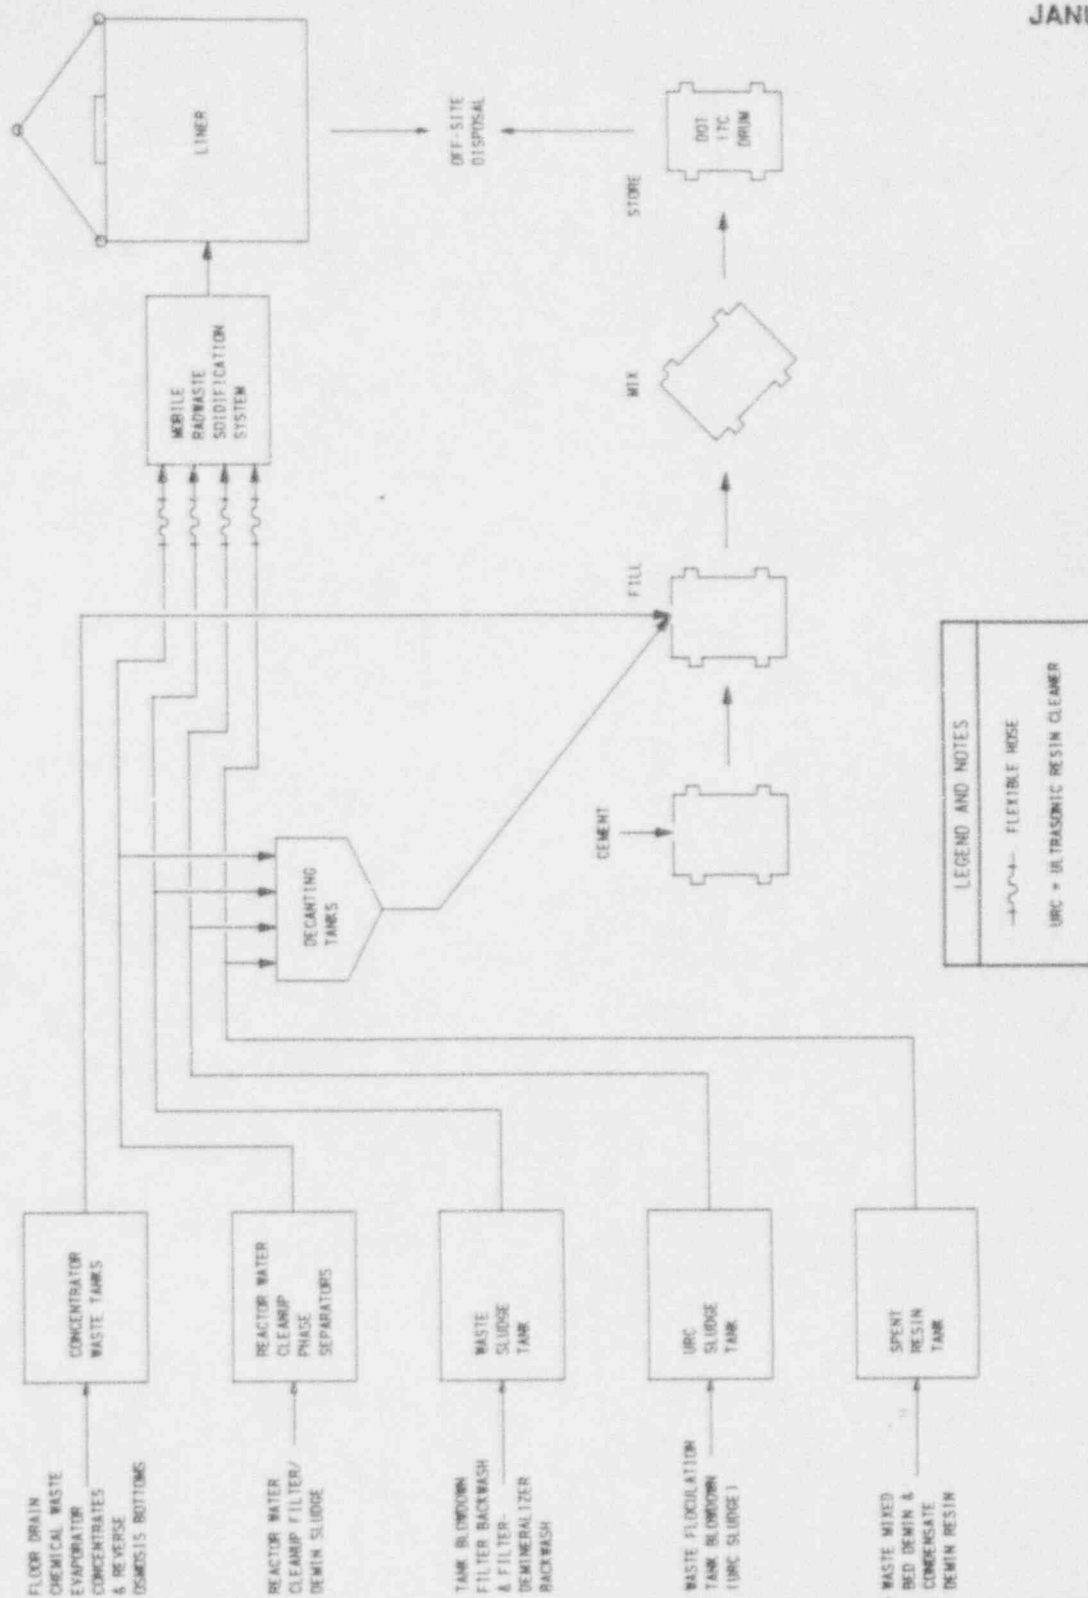 JANU
FLOOR DRAIN
CHEMICAL WASTE
EVAPORATOR
CONCENTRATES
& REVERSE
OSMOSIS BOTTOMS
CONCENTRATOR
WASTE TANKS
REACTOR WATER
CLEANUP FILTER/
DEMIN SLUDGE
REACTOR WATER
CLEANUP
PHASE
SEPARATORS
TANK BLOWDOWN
FILTER BACKWASH
& FILTER-
DEMINERALIZER
BACKWASH
WASTE
SLUDGE
TANK
WASTE FLOCULATION
TANK BLOWDOWN
(URC SLUDGE)
URC
SLUDGE
TANK
WASTE MIXED
BED DEMIN &
CONDENSATE
DEMIN RESIN
SPENT
RESIN
TANK
DECANTING
TANKS
MOBILE
RADWASTE
SOIDIFICATION
SYSTEM
LINER
OFF-SITE
DISPOSAL
CEMENT
FILL
MIX
STORE
DOT
17C
DRUM
LEGEND AND NOTES
FLEXIBLE HOSE
URC = ULTRASONIC RESIN CLEANER